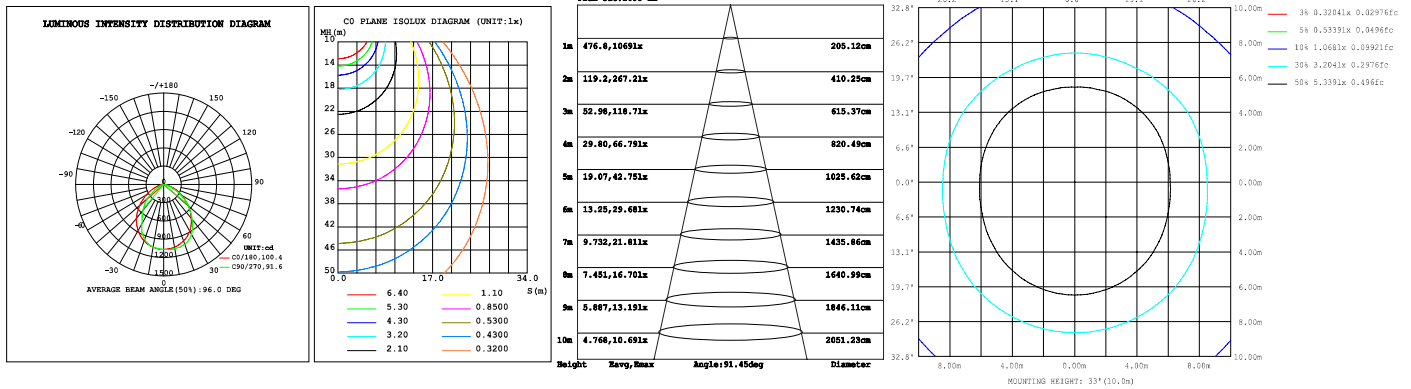 LUMINOUS INTENSITY DISTRIBUTION DIAGRAM
-/+180
-150 150
-120 120
-90 90
60
-30 30
0
0
300
600
900
1200
1500
UNIT:cd
C0/180,100.4
C90/270,91.6
AVERAGE BEAM ANGLE(50%):96.0 DEG
C0 PLANE ISOLUX DIAGRAM (UNIT:lx)
MH(m)
10
14
18
22
26
30
34
38
42
46
50
0.0 17.0 34.0
S(m)
6.40 1.10
5.30 0.8500
4.30 0.5300
3.20 0.4300
2.10 0.3200
1m 476.8,1069lx 205.12cm
2m 119.2,267.2lx 410.25cm
3m 52.98,118.7lx 615.37cm
4m 29.80,66.79lx 820.49cm
5m 19.07,42.75lx 1025.62cm
6m 13.25,29.68lx 1230.74cm
7m 9.732,21.81lx 1435.86cm
8m 7.451,16.70lx 1640.99cm
9m 5.887,13.19lx 1846.11cm
10m 4.768,10.69lx 2051.23cm
Height Eavg,Emax Angle:91.45deg Diameter
32.8" 10.00m
26.2" 8.00m
19.7" 6.00m
13.1" 4.00m
6.6" 2.00m
0.0" 0.00m
6.6" 2.00m
13.1" 4.00m
19.7" 6.00m
26.2" 8.00m
32.8" 10.00m
8.00m 4.00m 0.00m 4.00m 8.00m
MOUNTING HEIGHT: 33"(10.0m)
3% 0.3204lx 0.02976fc
5% 0.5339lx 0.0496fc
10% 1.068lx 0.09921fc
30% 3.204lx 0.2976fc
50% 5.339lx 0.496fc